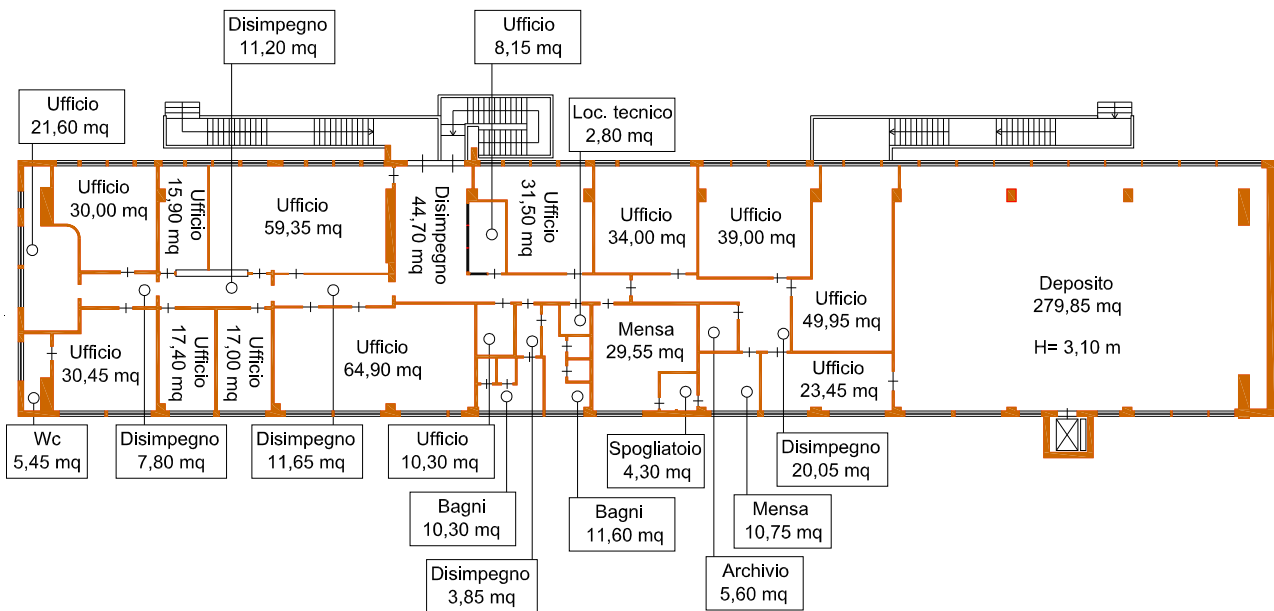 Disimpegno
11,20 mq
Ufficio
8,15 mq
Ufficio
21,60 mq
Loc. tecnico
2,80 mq
Ufficio
30,00 mq
Ufficio
15,90 mq
Ufficio
59,35 mq
Disimpegno
44,70 mq
Ufficio
31,50 mq
Ufficio
34,00 mq
Ufficio
39,00 mq
Ufficio
49,95 mq
Deposito
279,85 mq
H= 3,10 m
Ufficio
30,45 mq
Ufficio
17,40 mq
Ufficio
17,00 mq
Ufficio
64,90 mq
Mensa
29,55 mq
Ufficio
23,45 mq
Wc
5,45 mq
Disimpegno
7,80 mq
Disimpegno
11,65 mq
Ufficio
10,30 mq
Spogliatoio
4,30 mq
Disimpegno
20,05 mq
Bagni
10,30 mq
Bagni
11,60 mq
Mensa
10,75 mq
Disimpegno
3,85 mq
Archivio
5,60 mq